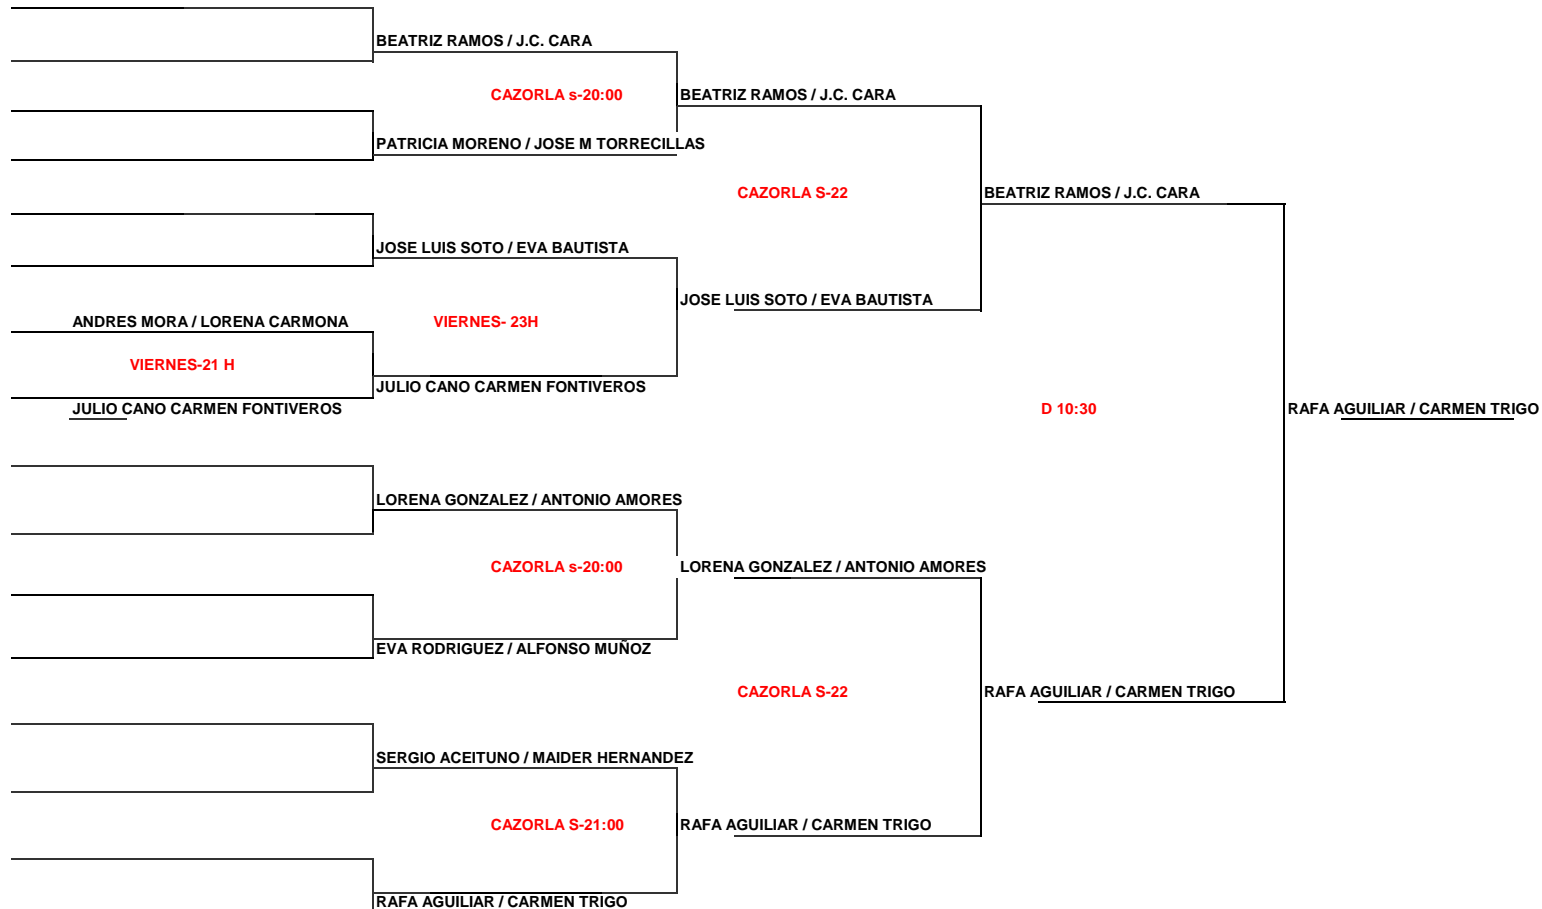 BEATRIZ RAMOS / J.C. CARA
CAZORLA s-20:00
BEATRIZ RAMOS / J.C. CARA
PATRICIA MORENO / JOSE M TORRECILLAS
CAZORLA S-22
BEATRIZ RAMOS / J.C. CARA
JOSE LUIS SOTO / EVA BAUTISTA
JOSE LUIS SOTO / EVA BAUTISTA
ANDRES MORA / LORENA CARMONA
VIERNES- 23H
VIERNES-21 H
JULIO CANO CARMEN FONTIVEROS
JULIO CANO CARMEN FONTIVEROS
D 10:30
RAFA AGUILIAR / CARMEN TRIGO
LORENA GONZALEZ / ANTONIO AMORES
CAZORLA s-20:00
LORENA GONZALEZ / ANTONIO AMORES
EVA RODRIGUEZ / ALFONSO MUÑOZ
CAZORLA S-22
RAFA AGUILIAR / CARMEN TRIGO
SERGIO ACEITUNO / MAIDER HERNANDEZ
CAZORLA S-21:00
RAFA AGUILIAR / CARMEN TRIGO
RAFA AGUILIAR / CARMEN TRIGO